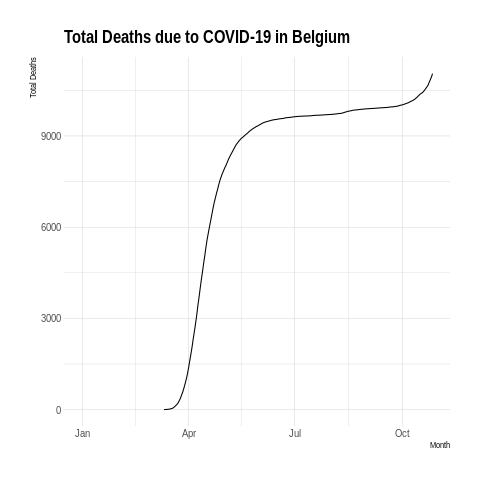 Total Deaths due to COVID-19 in Belgium
Total Deaths
9000
6000
3000
0
Jan Apr Jul Oct
Month